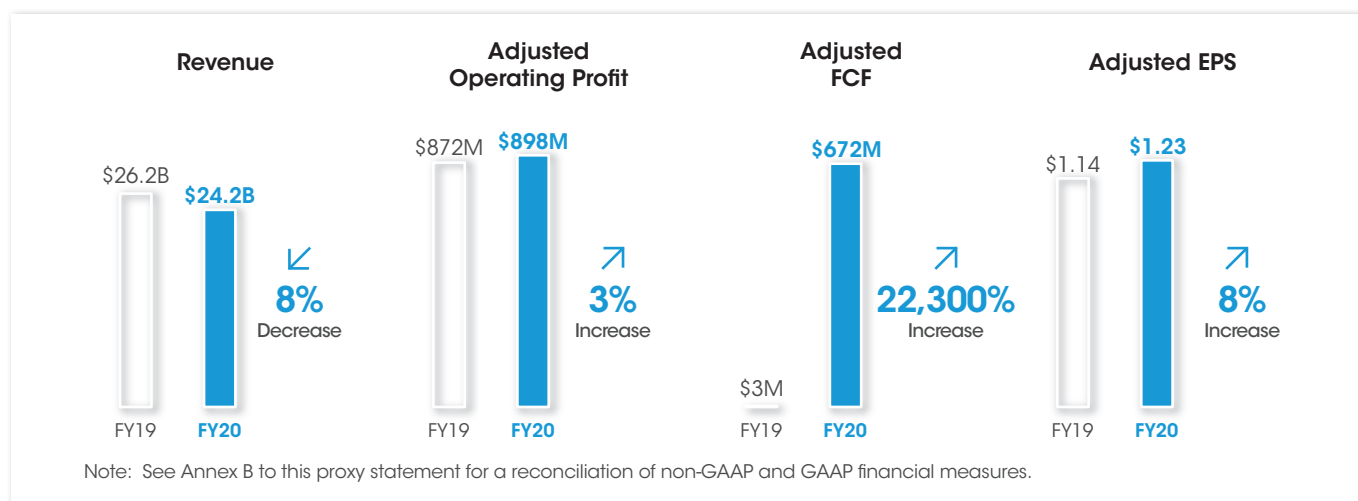 Revenue
$26.2B
$24.2B
8%
Decrease
FY19
FY20
Adjusted
Operating Profit
$872M
$898M
3%
Increase
FY19
FY20
Adjusted
FCF
$3M
$672M
22,300%
Increase
FY19
FY20
Adjusted EPS
$1.14
$1.23
8%
Increase
FY19
FY20
Note: See Annex B to this proxy statement for a reconciliation of non-GAAP and GAAP financial measures.